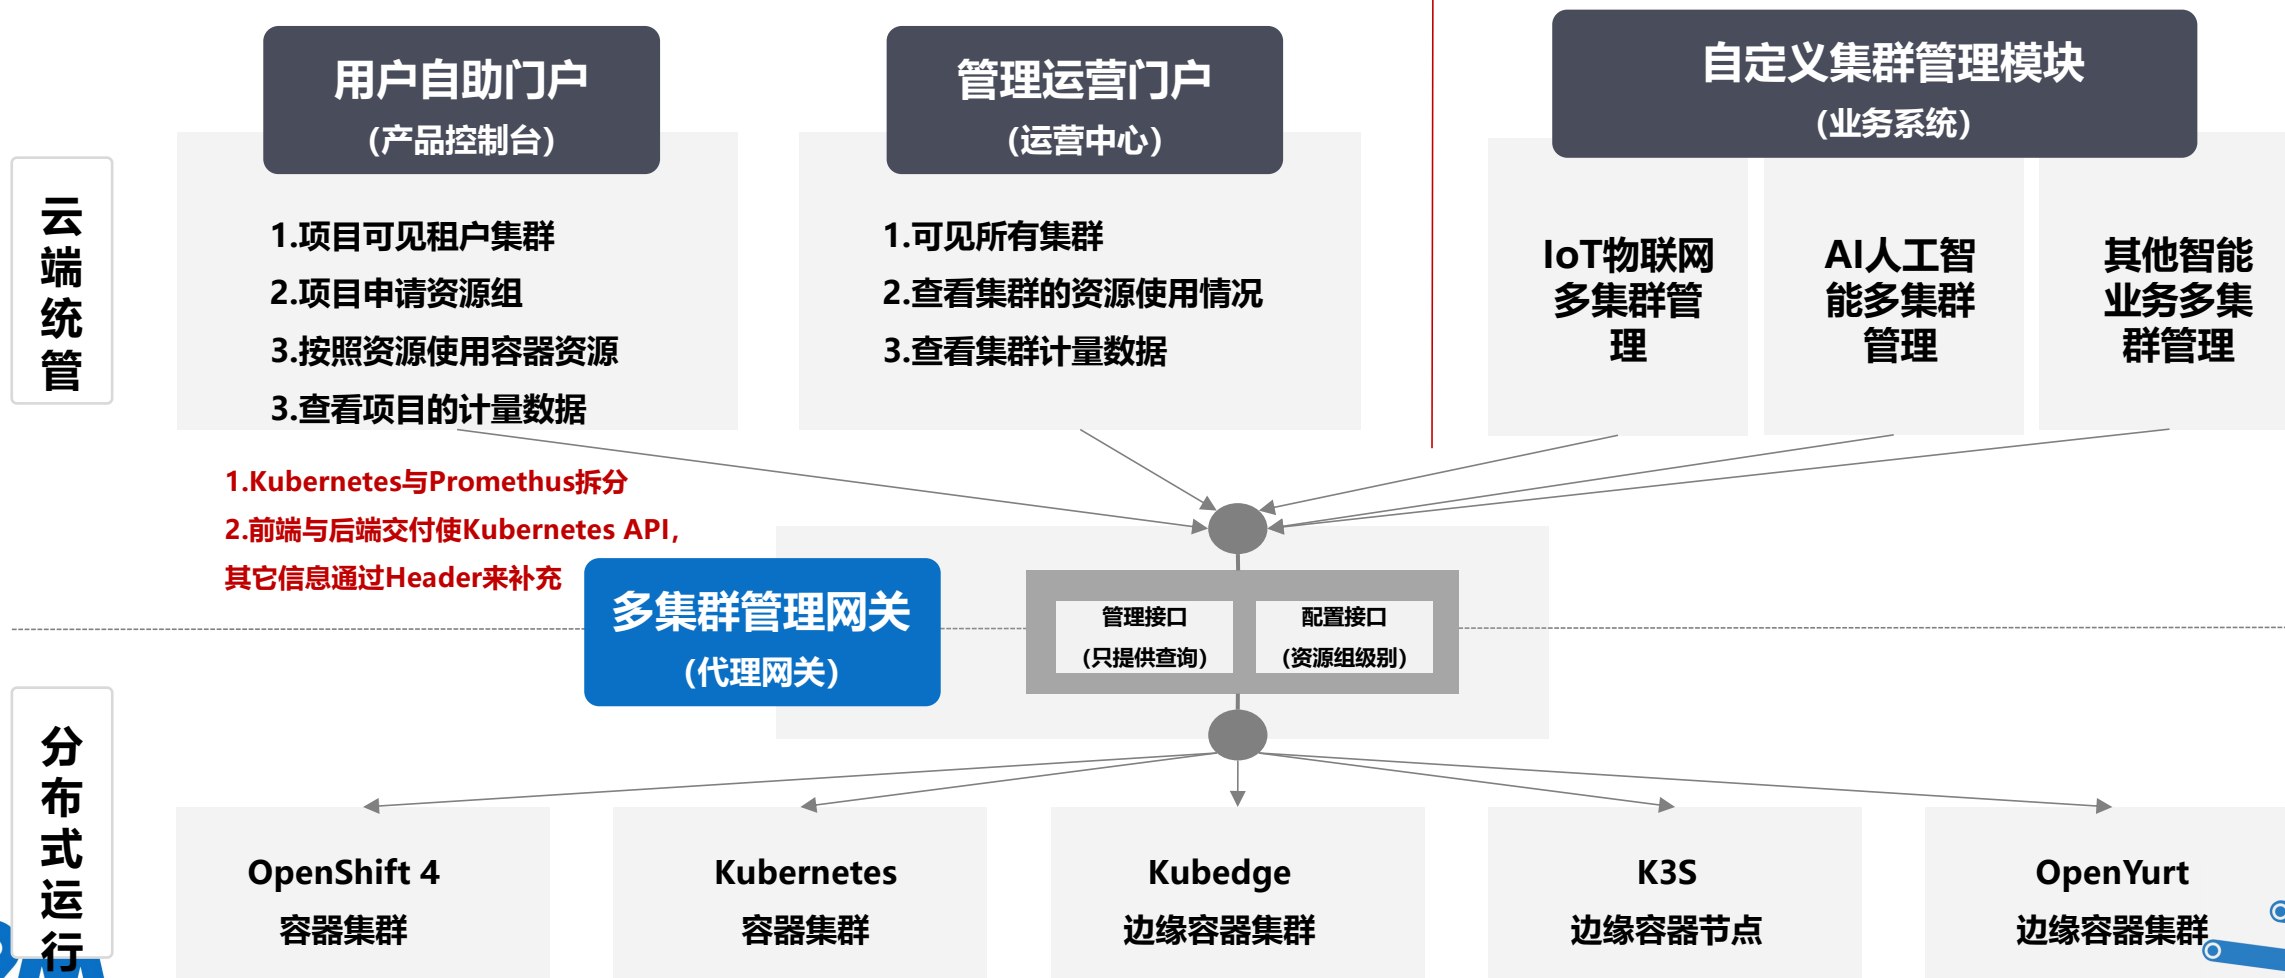 用户自助门户
（产品控制台）
管理运营门户
（运营中心）
自定义集群管理模块
（业务系统）
云端统管
1.项目可见租户集群
2.项目申请资源组
3.按照资源使用容器资源
3.查看项目的计量数据
1.可见所有集群
2.查看集群的资源使用情况
3.查看集群计量数据
IoT物联网
多集群管
理
AI人工智
能多集群
管理
其他智能
业务多集
群管理
1.Kubernetes与Promethus拆分
2.前端与后端交付使Kubernetes API，
其它信息通过Header来补充
多集群管理网关
（代理网关）
管理接口
（只提供查询）
配置接口
（资源组级别）
分布式运行
OpenShift 4
容器集群
Kubernetes
容器集群
Kubedge
边缘容器集群
K3S
边缘容器节点
OpenYurt
边缘容器集群